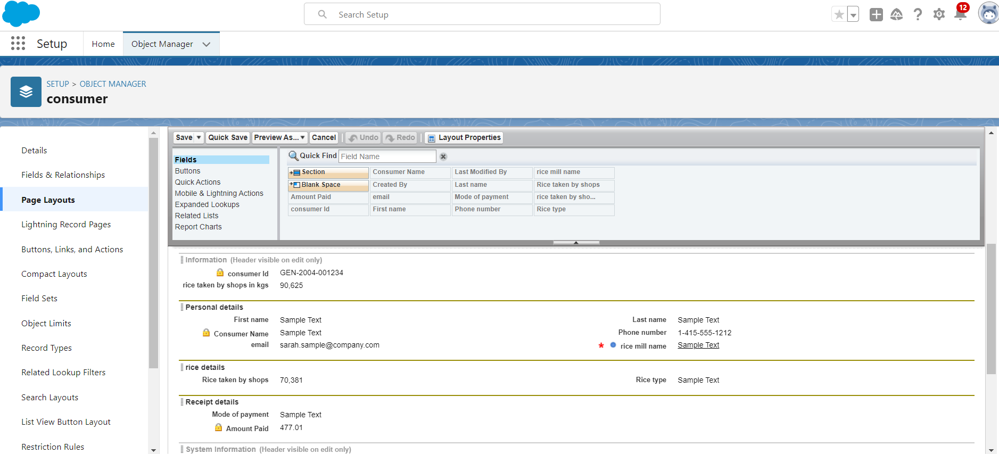 Search Setup
12
Setup
Home
Object Manager
SETUP > OBJECT MANAGER
consumer
Details
Fields & Relationships
Page Layouts
Lightning Record Pages
Buttons, Links, and Actions
Compact Layouts
Field Sets
Object Limits
Record Types
Related Lookup Filters
Search Layouts
List View Button Layout
Restriction Rules
Save Quick Save Preview As... Cancel Undo Redo Layout Properties
Fields
Buttons
Quick Actions
Mobile & Lightning Actions
Expanded Lookups
Related Lists
Report Charts
Quick Find Field Name
Section Consumer Name Last Modified By rice mill name
Blank Space Created By Last name Rice taken by shops
Amount Paid email Mode of payment rice taken by sho...
consumer Id First name Phone number Rice type
Information (Header visible on edit only)
consumer Id GEN-2004-001234
rice taken by shops in kgs 90,625
Personal details
First name Sample Text Last name Sample Text
Consumer Name Sample Text Phone number 1-415-555-1212
email sarah.sample@company.com * rice mill name Sample Text
rice details
Rice taken by shops 70,381 Rice type Sample Text
Receipt details
Mode of payment Sample Text
Amount Paid 477.01
System Information (Header visible on edit only)